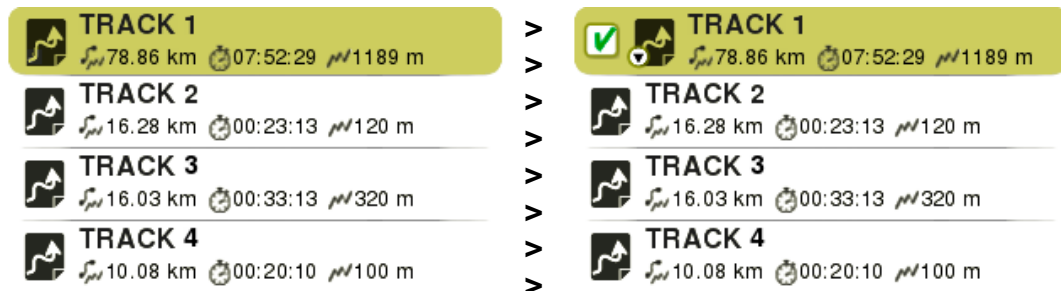 TRACK 1
78.86 km 07:52:29 1189 m
TRACK 2
16.28 km 00:23:13 120 m
TRACK 3
16.03 km 00:33:13 320 m
TRACK 4
10.08 km 00:20:10 100 m
>
>
>
>
>
>
>
>
TRACK 1
78.86 km 07:52:29 1189 m
TRACK 2
16.28 km 00:23:13 120 m
TRACK 3
16.03 km 00:33:13 320 m
TRACK 4
10.08 km 00:20:10 100 m